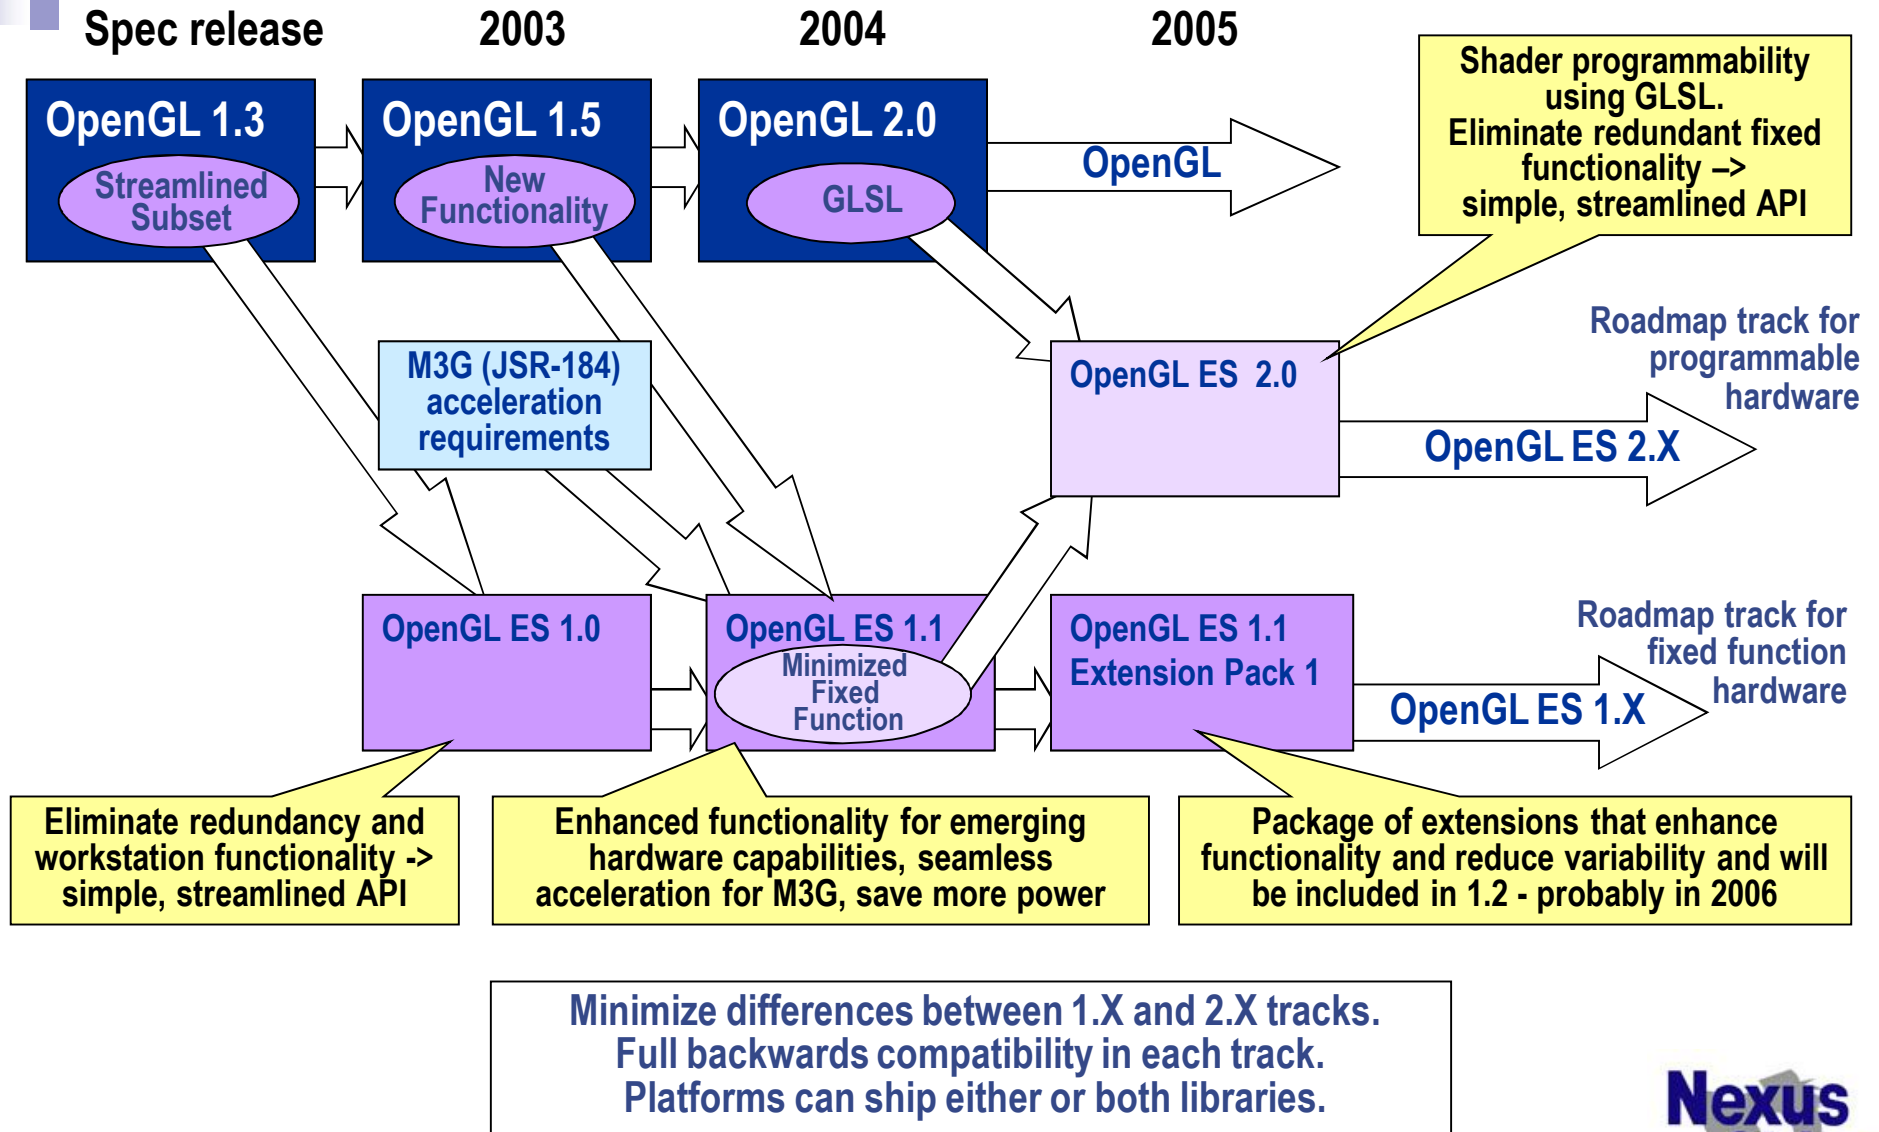 Spec release 2003 2004 2005
OpenGL 1.3
Streamlined
Subset
OpenGL 1.5
New
Functionality
OpenGL 2.0
GLSL
OpenGL
Shader programmability
using GLSL.
Eliminate redundant fixed
functionality –>
simple, streamlined API
M3G (JSR-184)
acceleration
requirements
OpenGL ES 2.0
Roadmap track for
programmable
hardware
OpenGL ES 2.X
OpenGL ES 1.0
OpenGL ES 1.1
Minimized
Fixed
Function
OpenGL ES 1.1
Extension Pack 1
Roadmap track for
fixed function
hardware
OpenGL ES 1.X
Eliminate redundancy and
workstation functionality ->
simple, streamlined API
Enhanced functionality for emerging
hardware capabilities, seamless
acceleration for M3G, save more power
Package of extensions that enhance
functionality and reduce variability and will
be included in 1.2 - probably in 2006
Minimize differences between 1.X and 2.X tracks.
Full backwards compatibility in each track.
Platforms can ship either or both libraries.
Nexus